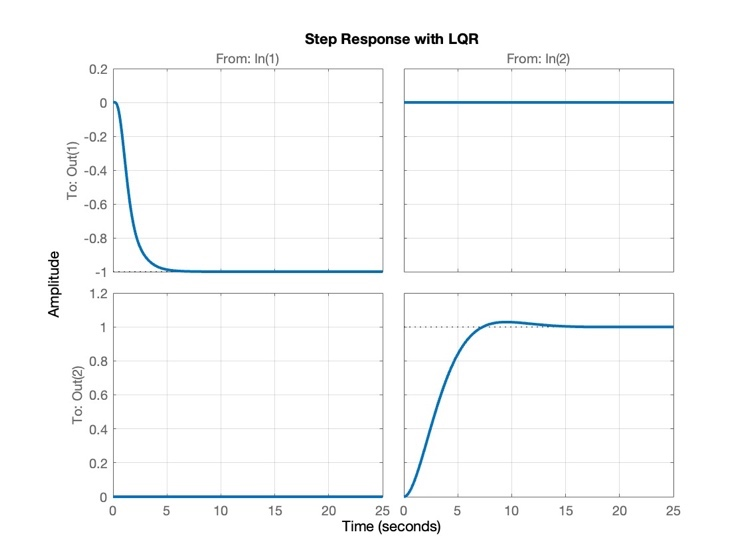 Step Response with LQR
From: In(1)
From: In(2)
To: Out(1)
0.2
0
-0.2
-0.4
-0.6
-0.8
-1
Amplitude
To: Out(2)
1.2
1
0.8
0.6
0.4
0.2
0
0 5 10 15 20 25
0 5 10 15 20 25
Time (seconds)